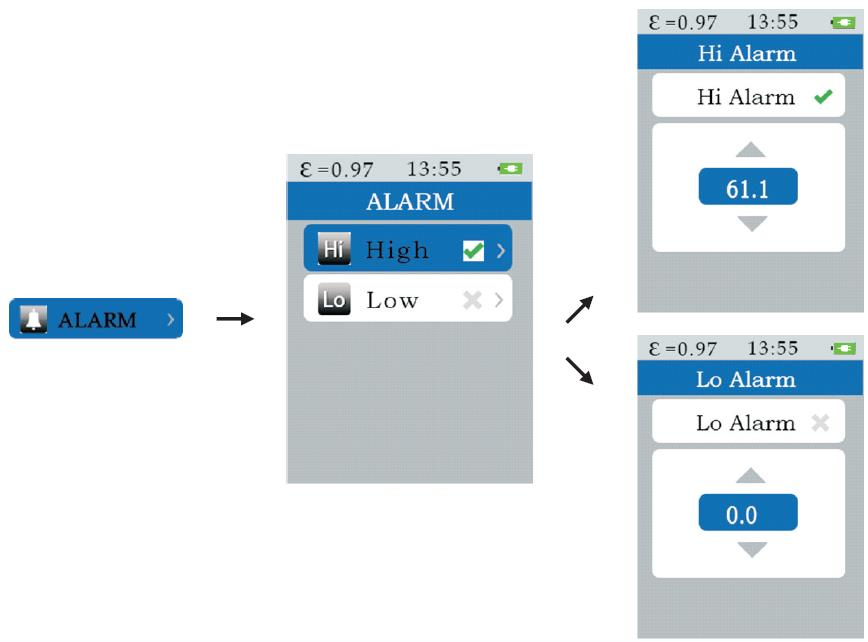 ALARM
ε=0.97 13:55
ALARM
Hi High
Lo Low
ε=0.97 13:55
Hi Alarm
Hi Alarm
61.1
ε=0.97 13:55
Lo Alarm
Lo Alarm
0.0